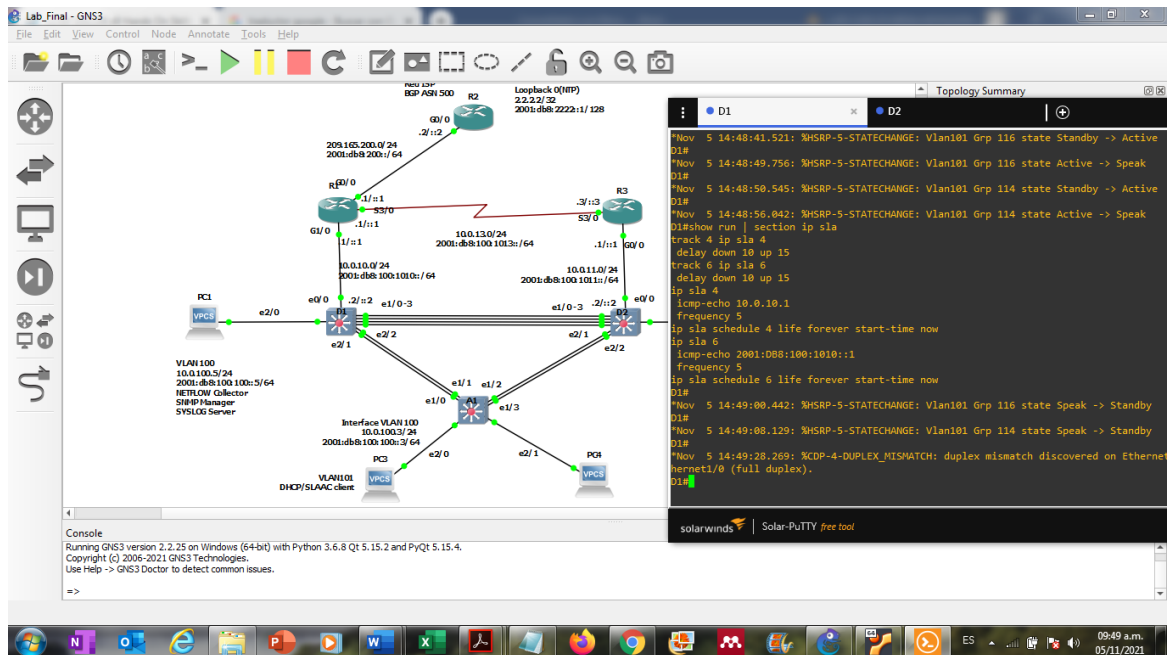 Lab_Final - GNS3
File Edit View Control Node Annotate Tools Help
Red ISP
BGP ASN 500
R2
Loopback 0(NTP)
2.2.2.2/ 32
2001:db8:2222::1/ 128
G0/0
.2/::2
209.165.200.0/24
2001:db8:200::/ 64
R1
G0/0
.1/::1
S3/0
.1/::1
G1/0
.1/::1
R3
.3/::3
S3/0
10.0.13.0/24
2001:db8:100:1013::/64
.1/::1
G0/0
10.0.10.0/24
2001:db8:100:1010::/64
10.0.11.0/24
2001:db8:100:1011::/64
PC1
VPCS
e2/0
e0/0
.2/::2
e1/0-3
D1
e1/0-3
.2/::2
e0/0
D2
e2/2
e2/1
e2/1
e2/2
VLAN 100
10.0.100.5/24
2001:db8:100:100::5/64
NETFLOW Collector
SNMP Manager
SYSLOG Server
e1/1
e1/2
e1/0
A1
e1/3
Interface VLAN 100
10.0.100.3/ 24
2001:db8:100:100::3/ 64
PC3
e2/0
VPCS
VLAN101
DHCP/SLAAC client
e2/1
PC4
VPCS
Topology Summary
D1
D2
*Nov 5 14:48:41.521: %HSRP-5-STATECHANGE: Vlan101 Grp 116 state Standby -> Active
D1#
*Nov 5 14:48:49.756: %HSRP-5-STATECHANGE: Vlan101 Grp 116 state Active -> Speak
D1#
*Nov 5 14:48:50.545: %HSRP-5-STATECHANGE: Vlan101 Grp 114 state Standby -> Active
D1#
*Nov 5 14:48:56.042: %HSRP-5-STATECHANGE: Vlan101 Grp 114 state Active -> Speak
D1#show run | section ip sla
track 4 ip sla 4
delay down 10 up 15
track 6 ip sla 6
delay down 10 up 15
ip sla 4
icmp-echo 10.0.10.1
frequency 5
ip sla schedule 4 life forever start-time now
ip sla 6
icmp-echo 2001:DB8:100:1010::1
frequency 5
ip sla schedule 6 life forever start-time now
D1#
*Nov 5 14:49:00.442: %HSRP-5-STATECHANGE: Vlan101 Grp 116 state Speak -> Standby
D1#
*Nov 5 14:49:08.129: %HSRP-5-STATECHANGE: Vlan101 Grp 114 state Speak -> Standby
D1#
*Nov 5 14:49:28.269: %CDP-4-DUPLEX_MISMATCH: duplex mismatch discovered on Ethernet
hernet1/0 (full duplex).
D1#
solarwinds Solar-PuTTY free tool
Console
Running GNS3 version 2.2.25 on Windows (64-bit) with Python 3.6.8 Qt 5.15.2 and PyQt 5.15.4.
Copyright (c) 2006-2021 GNS3 Technologies.
Use Help -> GNS3 Doctor to detect common issues.
=>
ES
09:49 a.m.
05/11/2021